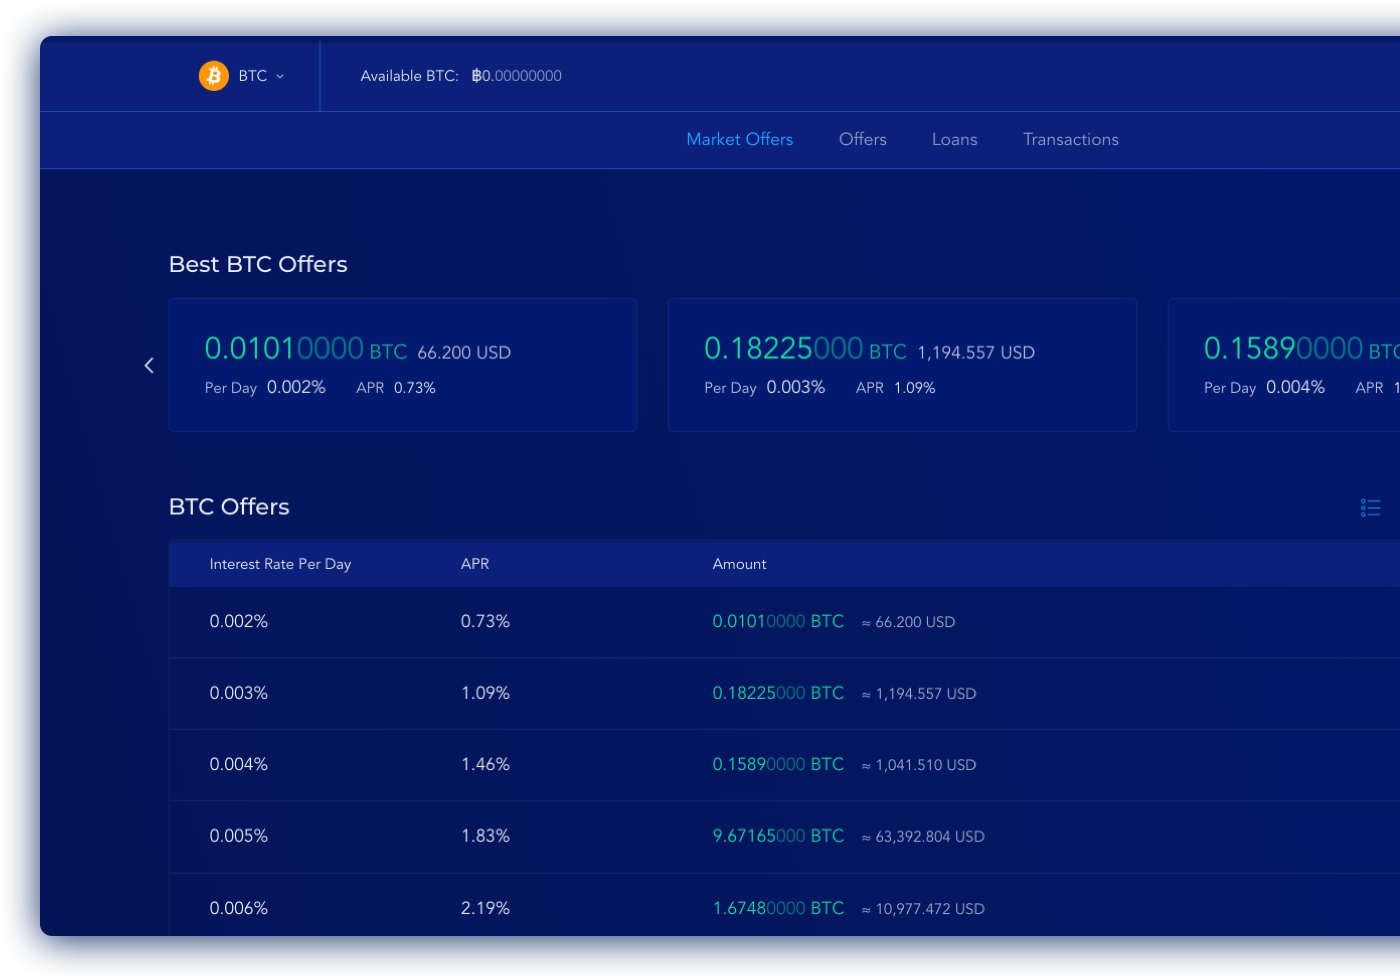 BTC
Available BTC: ฿0.00000000
Market Offers Offers Loans Transactions
Best BTC Offers
0.01010000 BTC 66.200 USD
Per Day 0.002% APR 0.73%
0.18225000 BTC 1,194.557 USD
Per Day 0.003% APR 1.09%
0.15890000 BTC
Per Day 0.004% APR 1
BTC Offers
Interest Rate Per Day APR Amount
0.002% 0.73% 0.01010000 BTC ≈ 66.200 USD
0.003% 1.09% 0.18225000 BTC ≈ 1,194.557 USD
0.004% 1.46% 0.15890000 BTC ≈ 1,041.510 USD
0.005% 1.83% 9.67165000 BTC ≈ 63,392.804 USD
0.006% 2.19% 1.67480000 BTC ≈ 10,977.472 USD